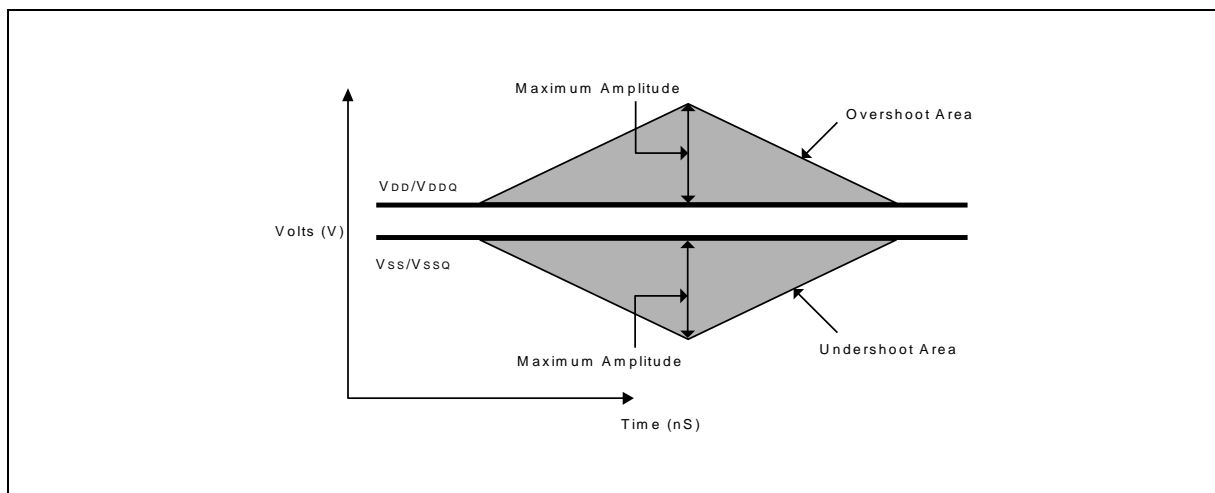 Maximum Amplitude
Overshoot Area
VDD/VDDQ
Volts (V)
VSS/VSSQ
Maximum Amplitude
Undershoot Area
Time (nS)